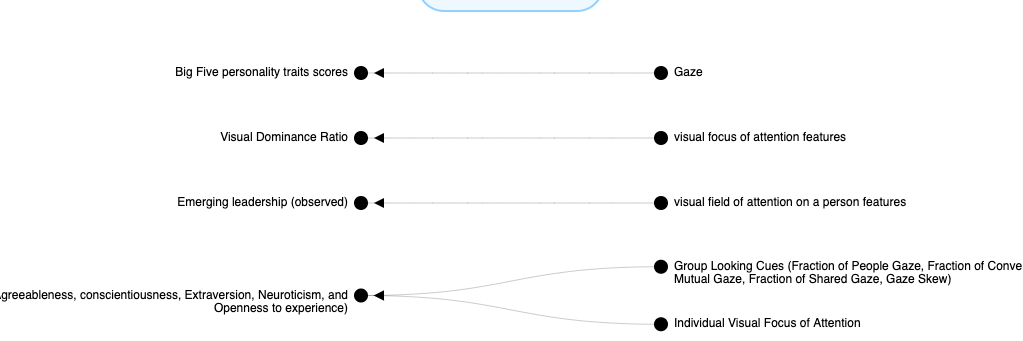 Big Five personality traits scores
Gaze
Visual Dominance Ratio
visual focus of attention features
Emerging leadership (observed)
visual field of attention on a person features
conscientiousness, Extraversion, Neuroticism, and
Openness to experience)
Group Looking Cues (Fraction of People Gaze, Fraction of
Mutual Gaze, Fraction of Shared Gaze, Gaze Skew)
Individual Visual Focus of Attention